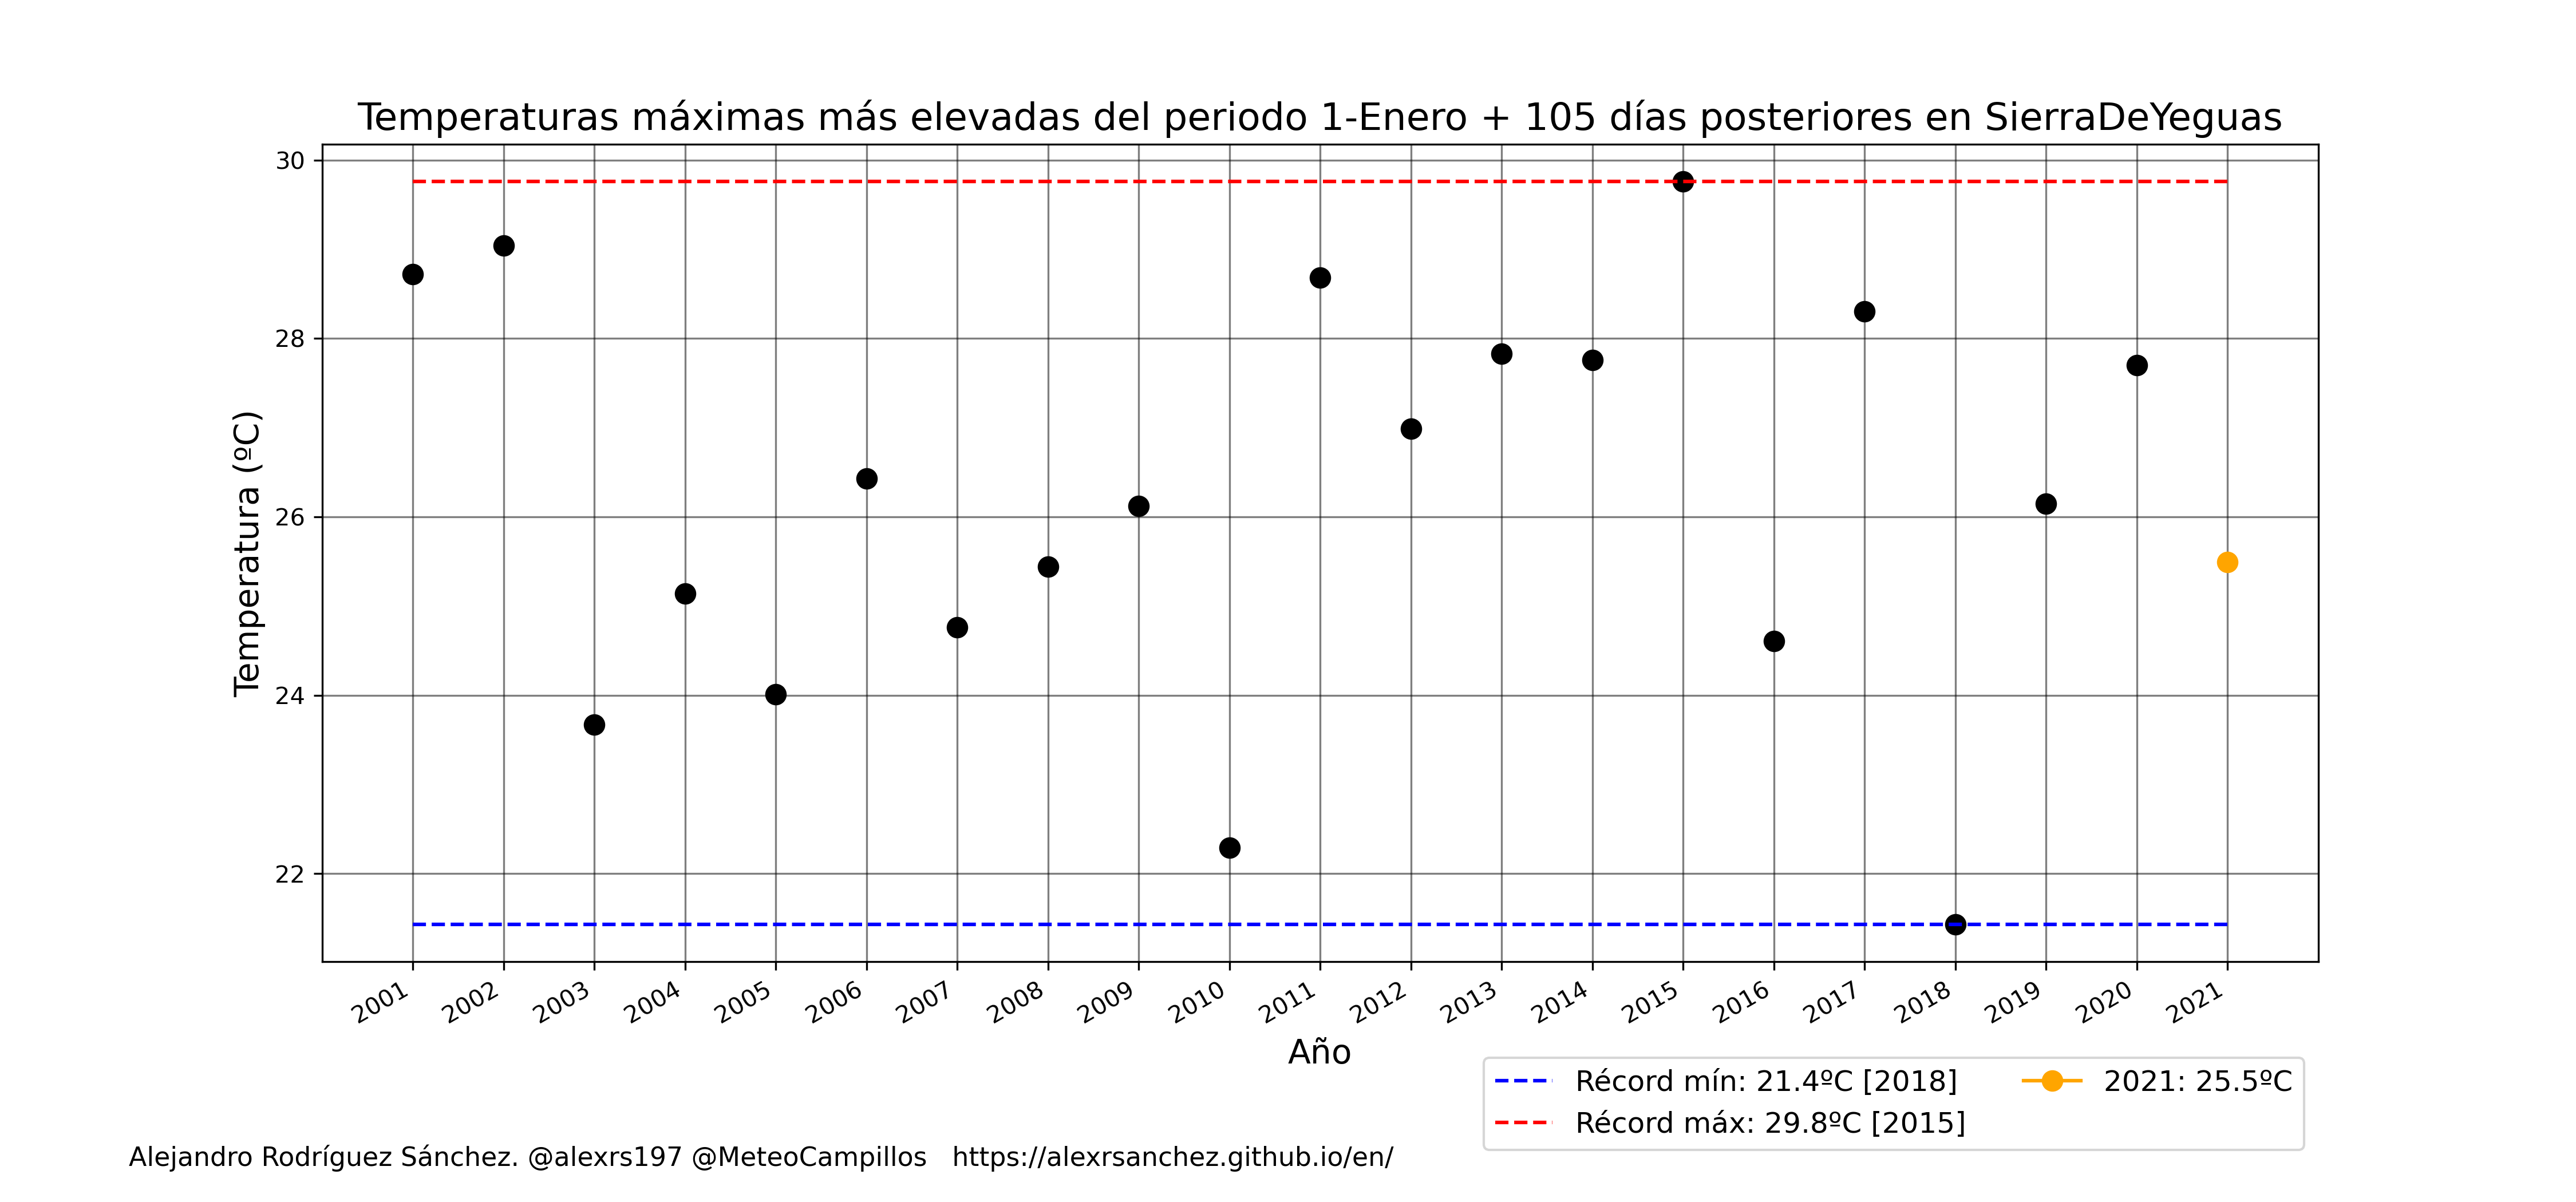 Temperaturas máximas más elevadas del periodo 1-Enero + 105 días posteriores en SierraDeYeguas
30
28
26
24
22
Temperatura (ºC)
2001 2002 2003 2004 2005 2006 2007 2008 2009 2010 2011 2012 2013 2014 2015 2016 2017 2018 2019 2020 2021
Año
Récord mín: 21.4ºC [2018]
Récord máx: 29.8ºC [2015]
2021: 25.5ºC
Alejandro Rodríguez Sánchez. @alexrs197 @MeteoCampillos https://alexrsanchez.github.io/en/